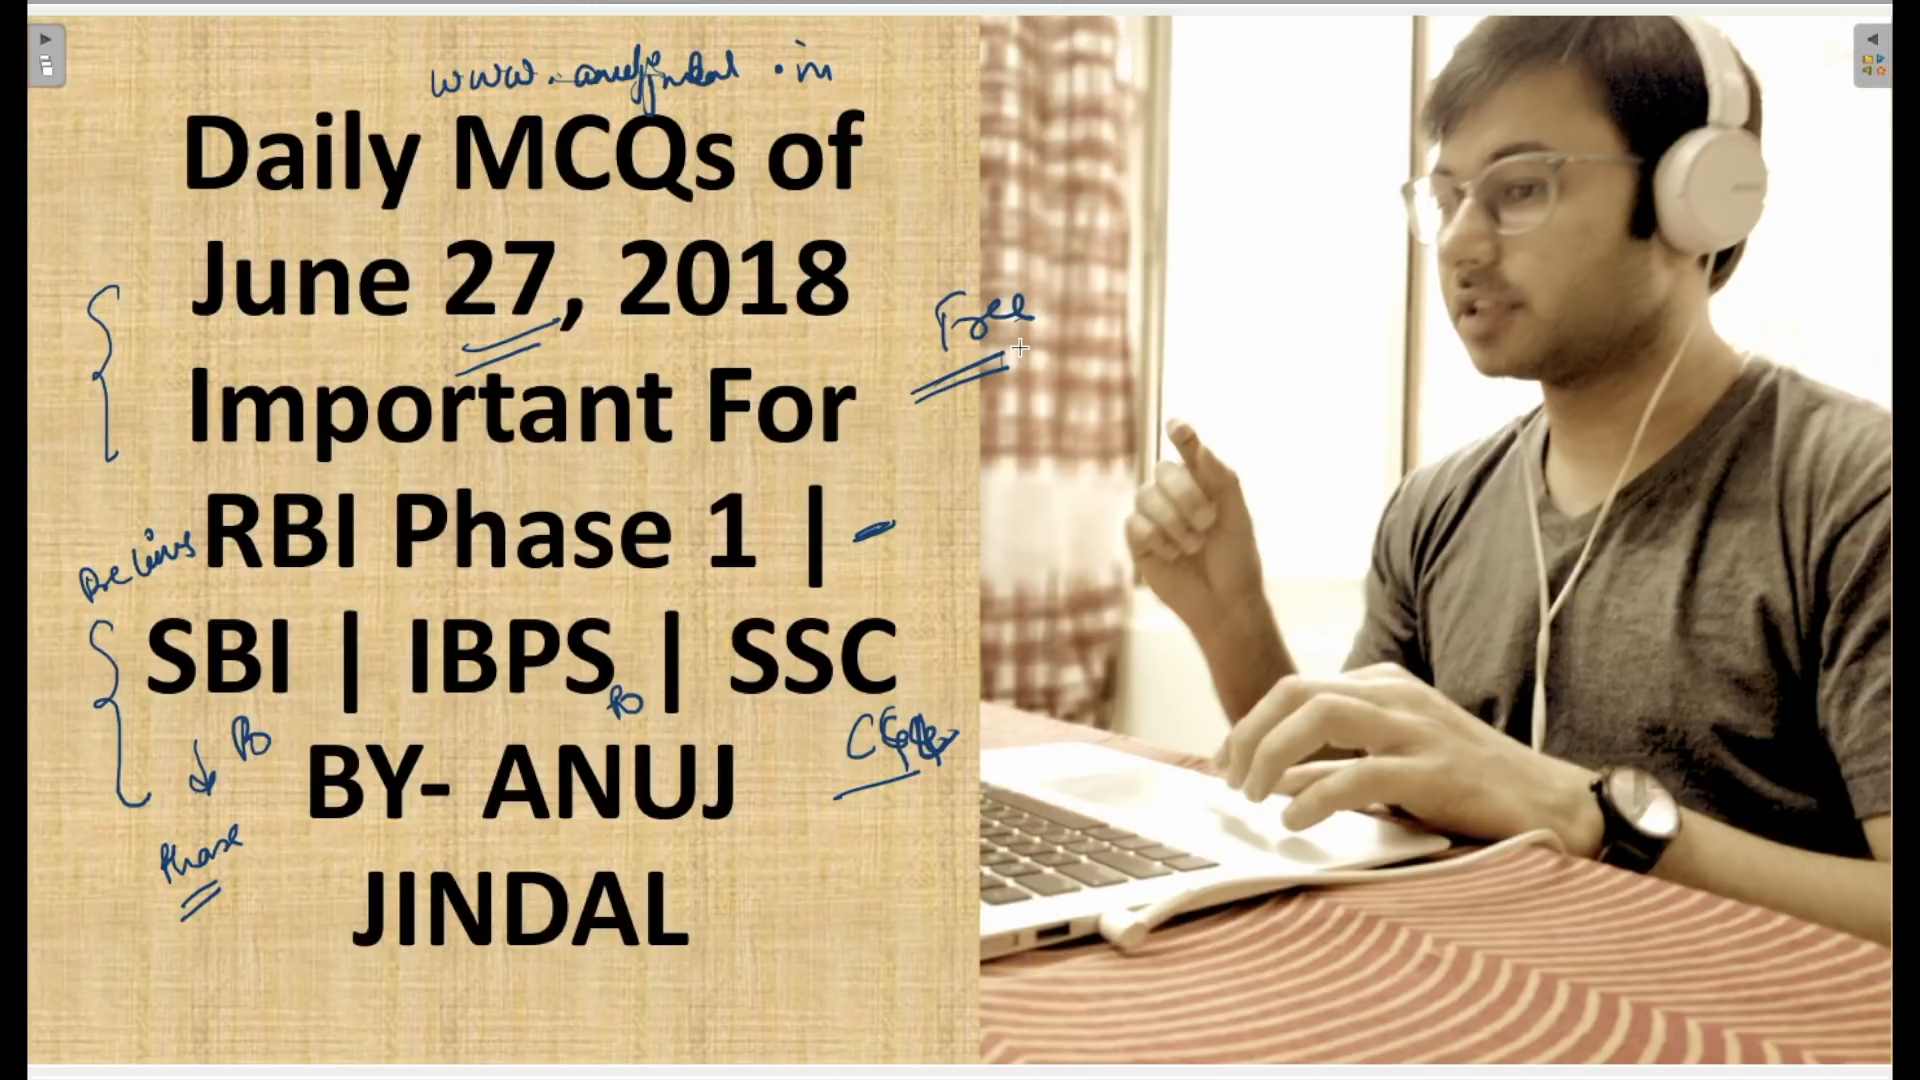 www.anujjindal.in
Daily MCQs of
June 27, 2018
Free
Important For
Prelims
RBI Phase 1 |
SBI | IBPS | SSC
PO
PO
BY- ANUJ
Phase
JINDAL